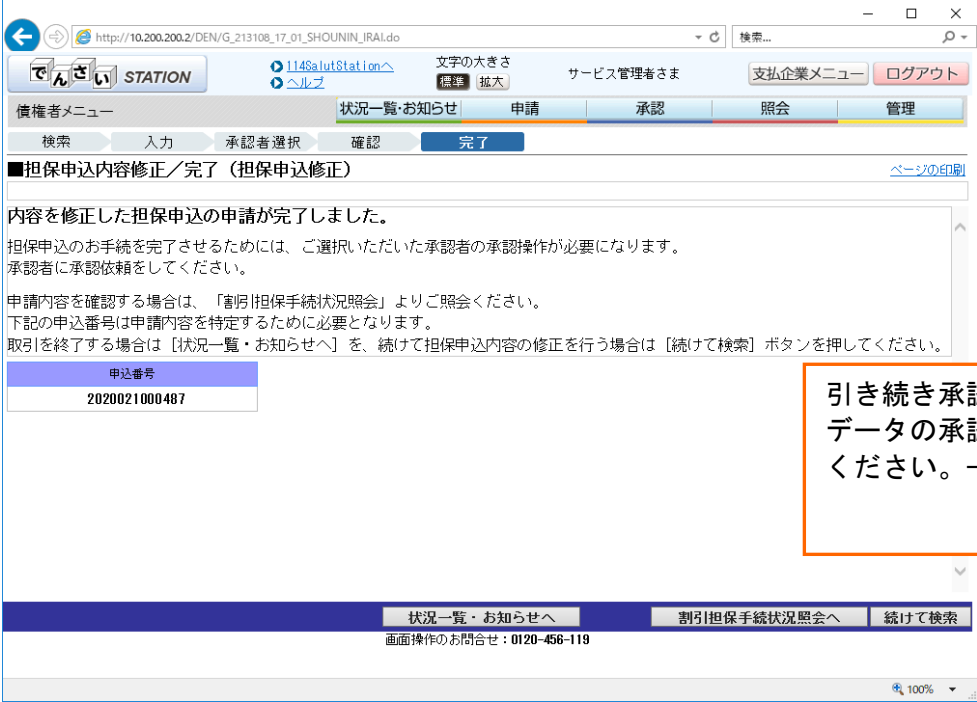 http://10.200.200.2/DEN/G_213108_17_01_SHOUNIN_IRAI.do
検索...
でんさい STATION
114SalutStationへ
ヘルプ
文字の大きさ
標準 拡大
サービス管理者さま
支払企業メニュー
ログアウト
債権者メニュー
状況一覧・お知らせ 申請 承認 照会 管理
検索 入力 承認者選択 確認 完了
■担保申込内容修正／完了（担保申込修正）
ページの印刷
内容を修正した担保申込の申請が完了しました。
担保申込のお手続を完了させるためには、ご選択いただいた承認者の承認操作が必要になります。
承認者に承認依頼をしてください。
申請内容を確認する場合は、「割引担保手続状況照会」よりご照会ください。
下記の申込番号は申請内容を特定するために必要となります。
取引を終了する場合は［状況一覧・お知らせへ］を、続けて担保申込内容の修正を行う場合は［続けて検索］ボタンを押してください。
申込番号
2020021000487
引き続き承認
データの承認
ください。
状況一覧・お知らせへ
割引担保手続状況照会へ
続けて検索
画面操作のお問合せ：0120-456-119
100%